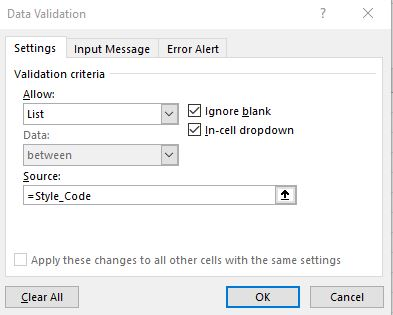 Data Validation ? ×
Settings Input Message Error Alert
Validation criteria
Allow:
List
Ignore blank
Data:
In-cell dropdown
between
Source:
=Style_Code
Apply these changes to all other cells with the same settings
Clear All OK Cancel